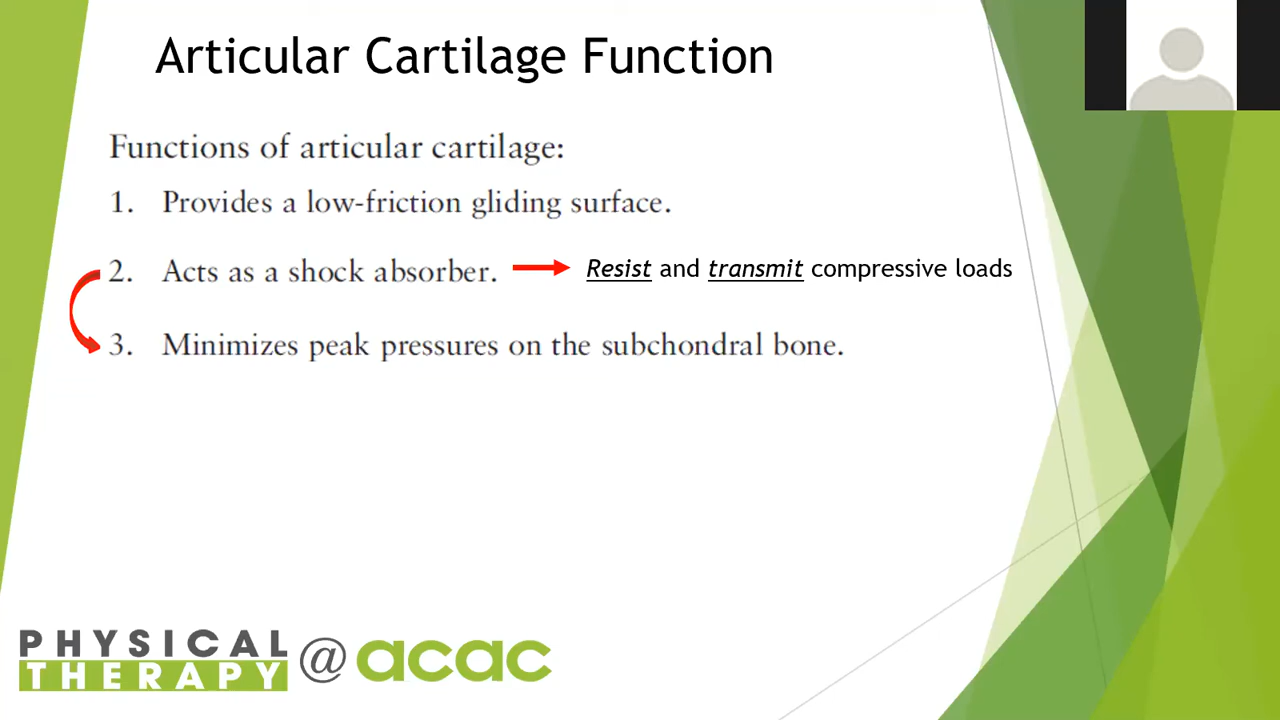 Articular Cartilage Function
Functions of articular cartilage:
1. Provides a low-friction gliding surface.
2. Acts as a shock absorber. Resist and transmit compressive loads
3. Minimizes peak pressures on the subchondral bone.
PHYSICAL THERAPY @ acac